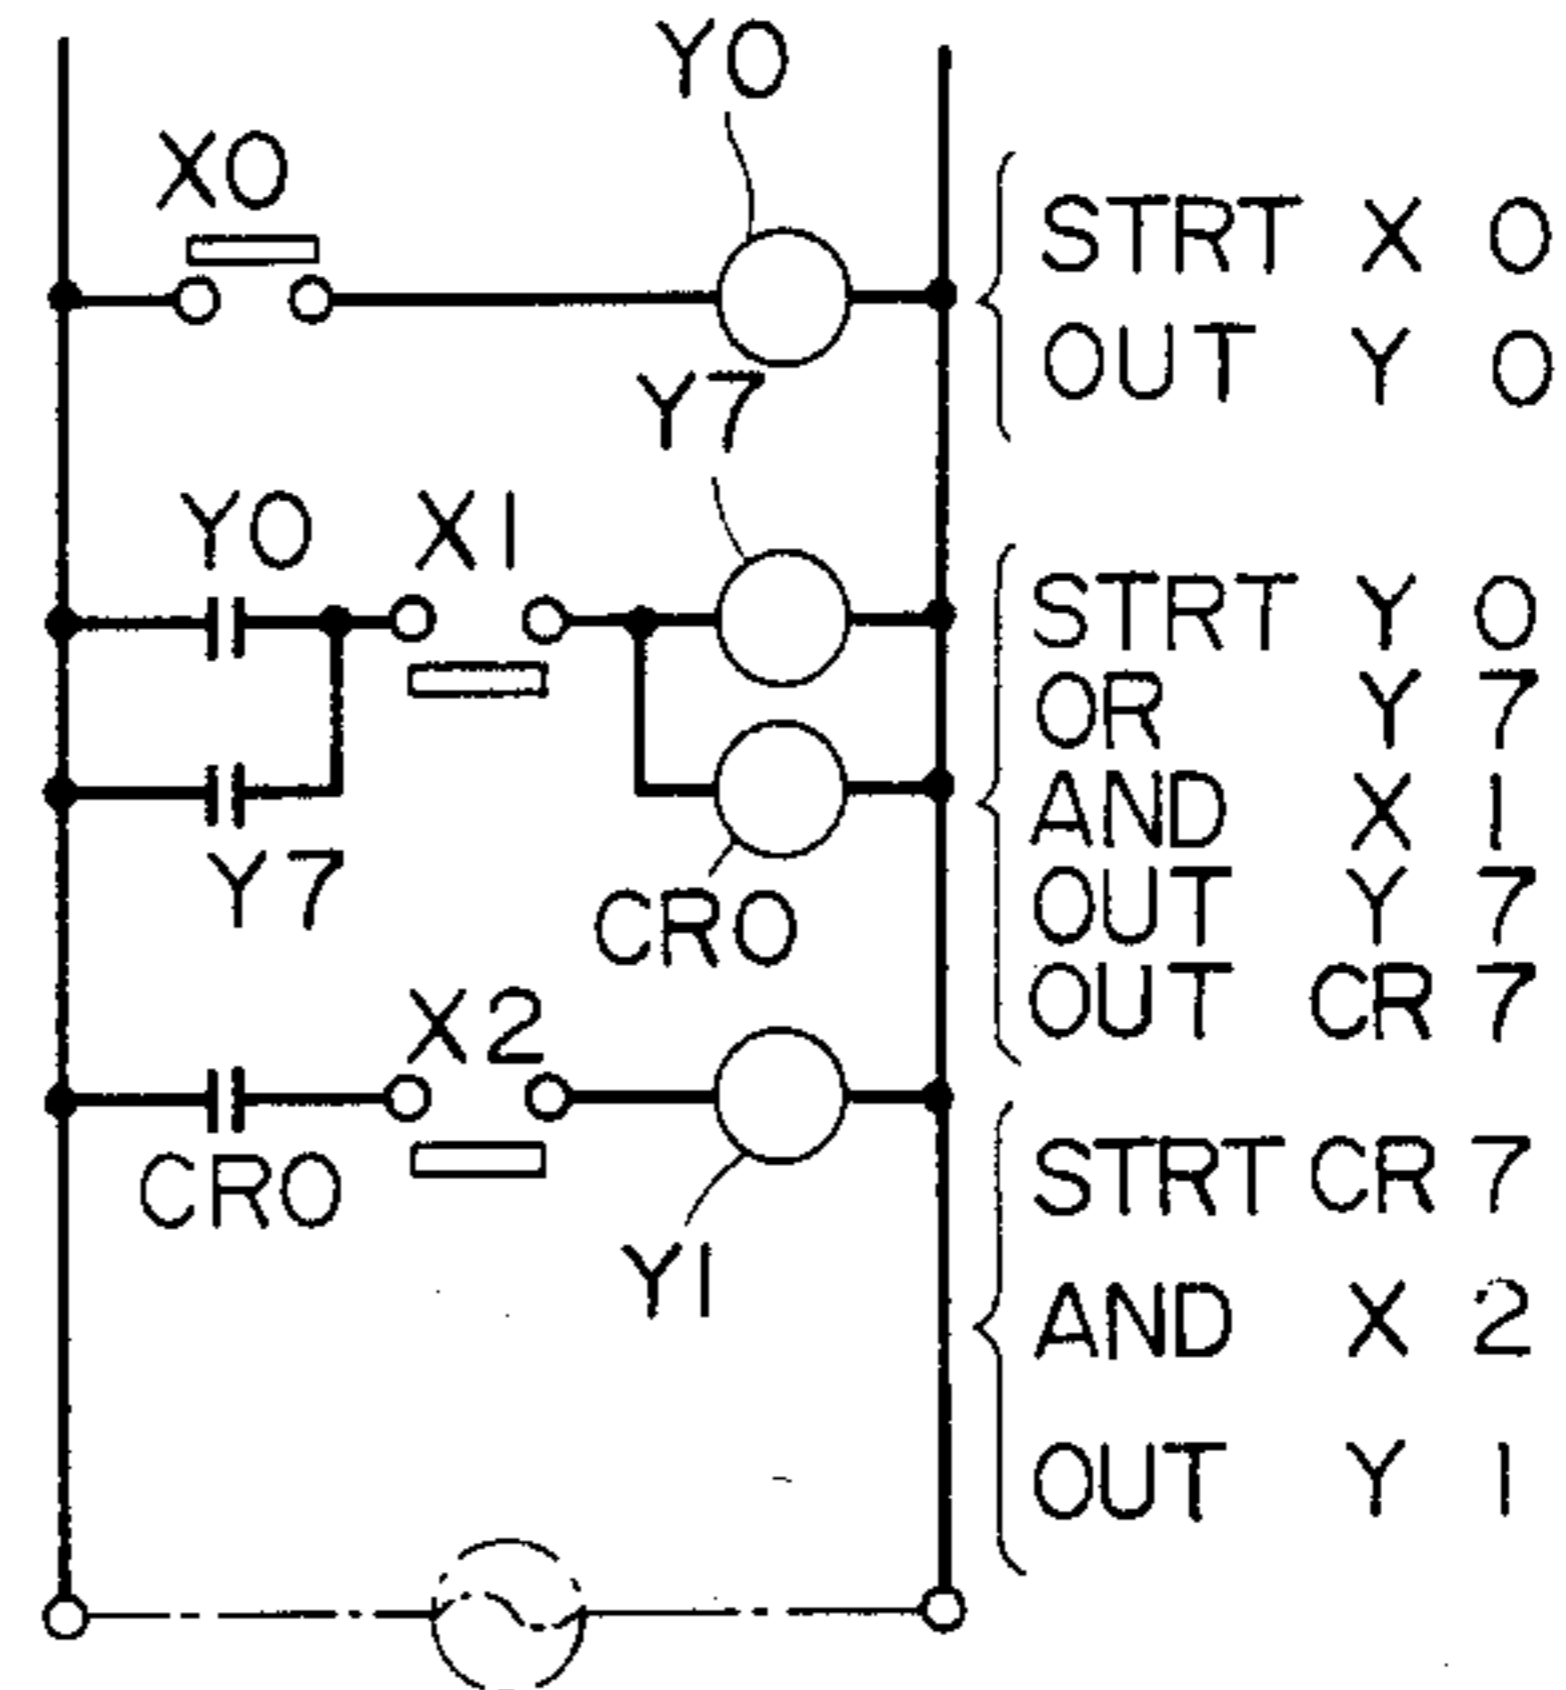 Y0
X0
STRT X 0
OUT Y 0
Y7
Y0 X1
STRT Y 0
OR Y 7
AND X 1
OUT Y 7
OUT CR 7
Y7
CR0
X2
CR0
Y1
STRT CR 7
AND X 2
OUT Y 1